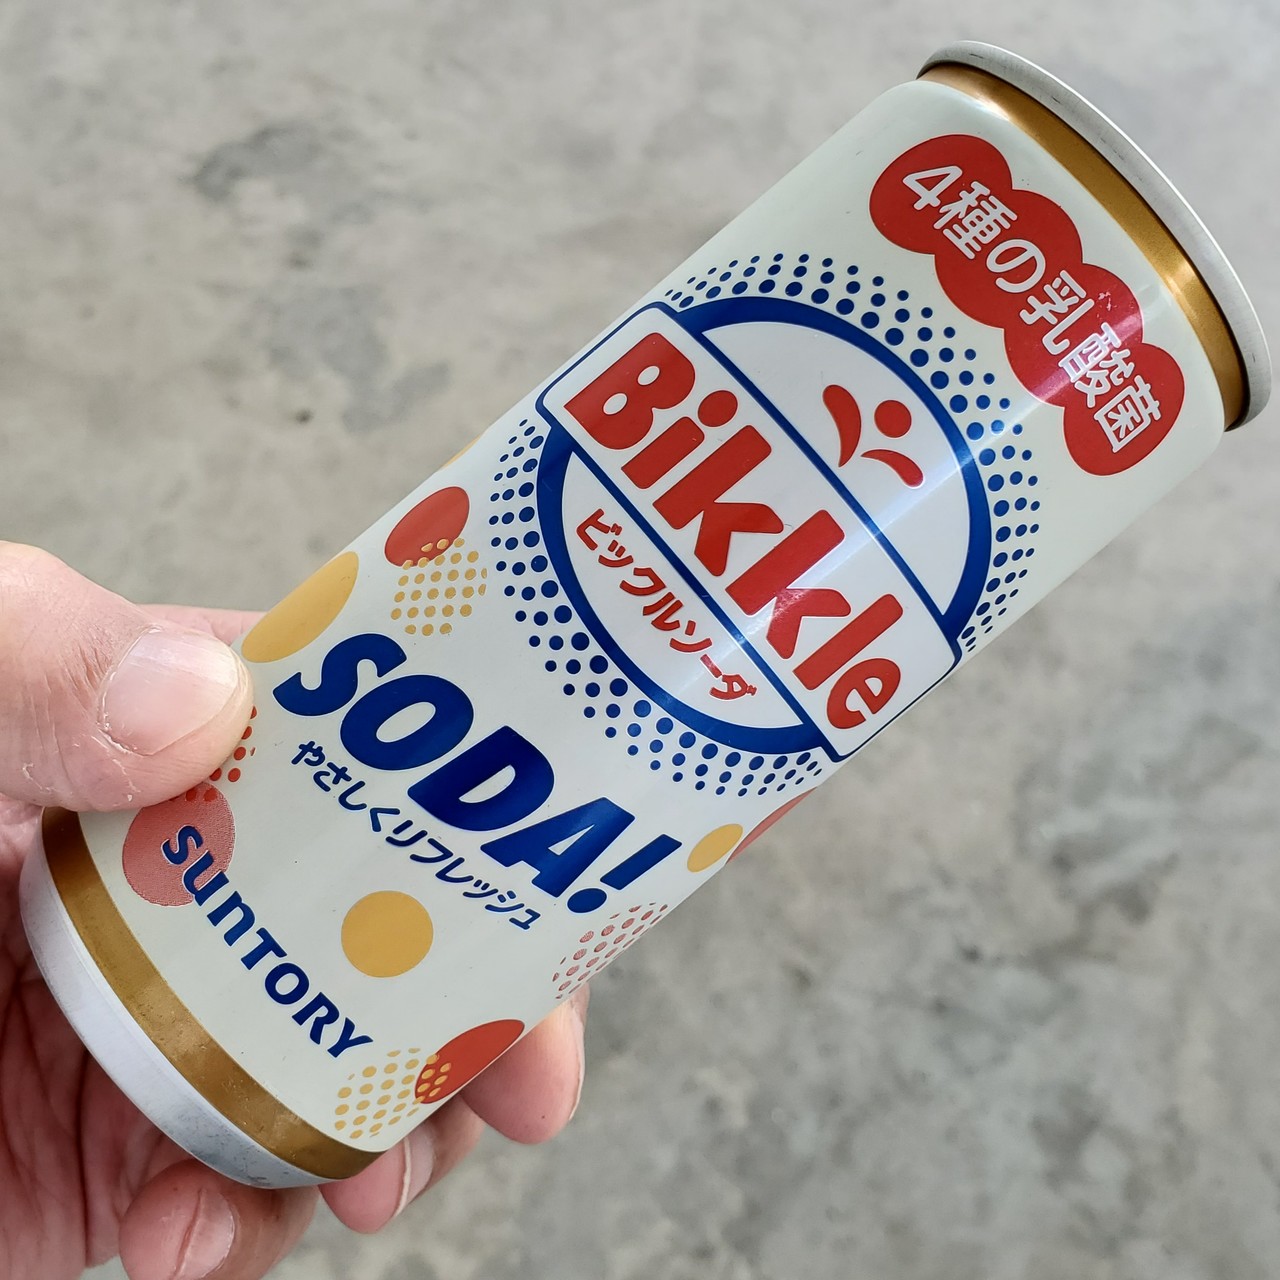 4種の乳酸菌
Bikkle
ビックルソーダ
SODA!
やさしくリフレッシュ
SUNTORY